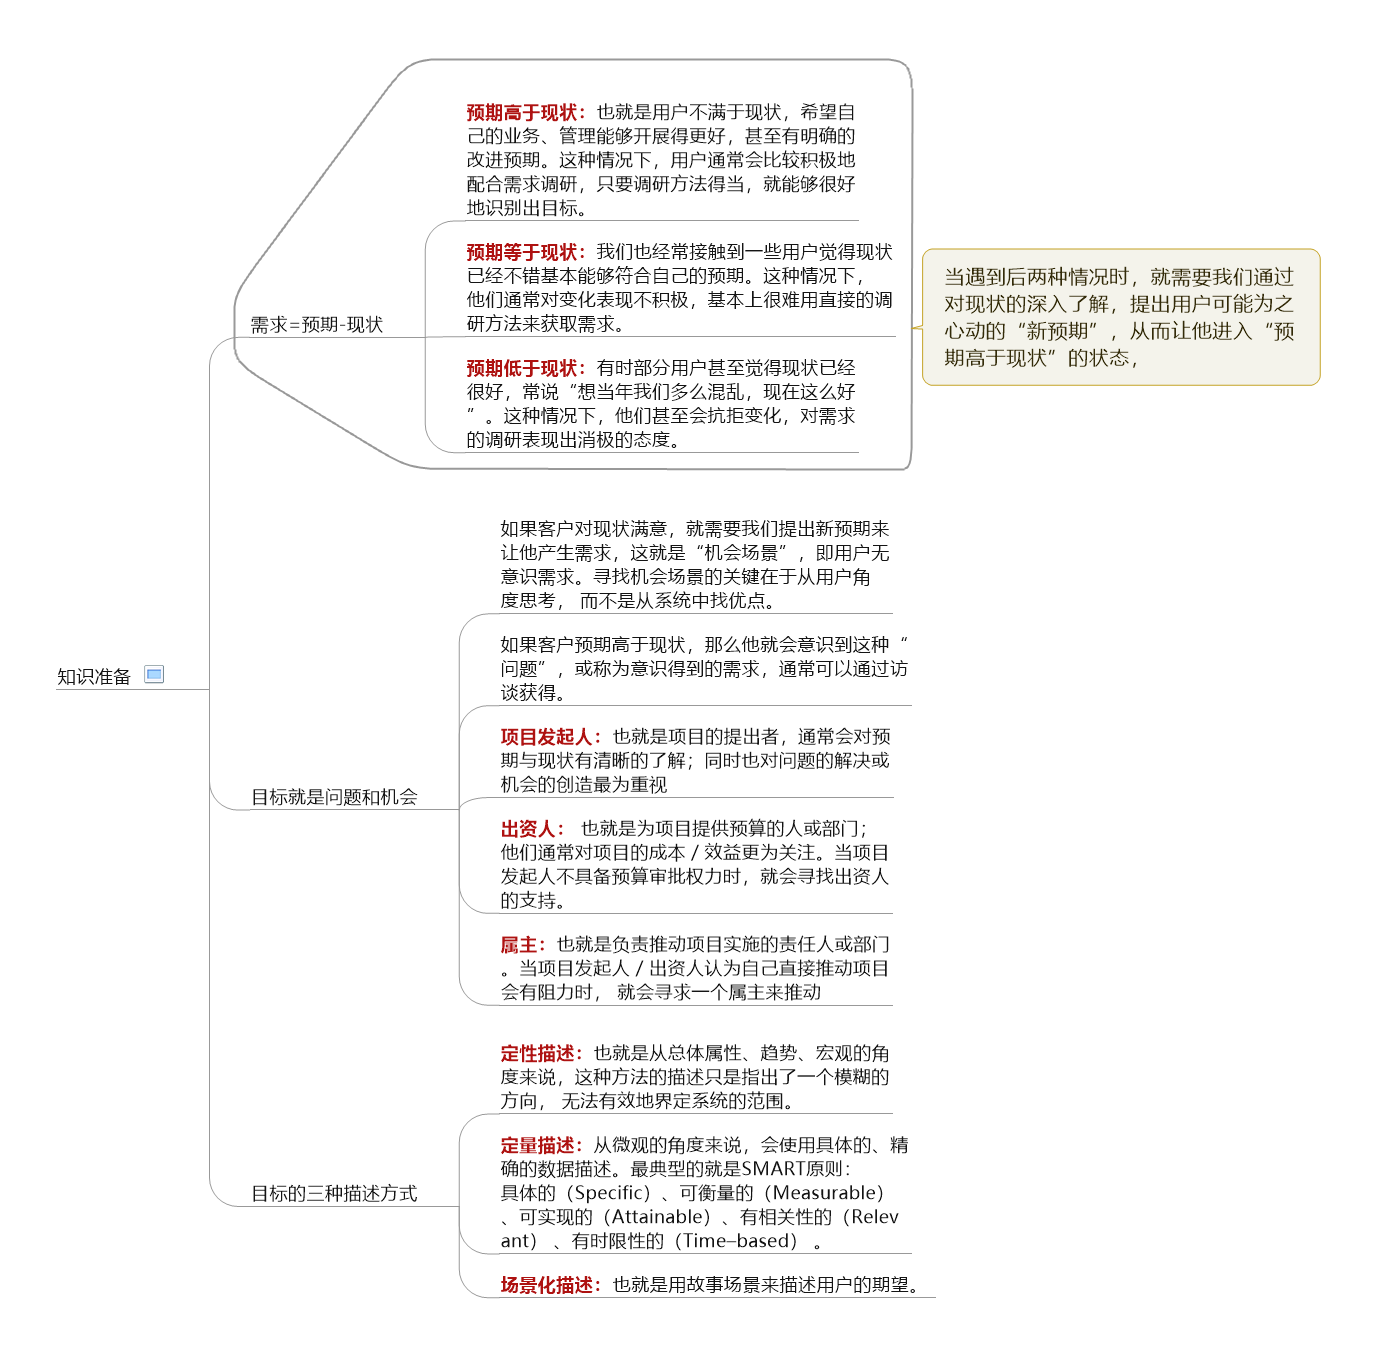 知识准备
需求=预期-现状
预期高于现状：也就是用户不满于现状，希望自
己的业务、管理能够开展得更好，甚至有明确的
改进预期。这种情况下，用户通常会比较积极地
配合需求调研，只要调研方法得当，就能够很好
地识别出目标。
预期等于现状：我们也经常接触到一些用户觉得现状
已经不错基本能够符合自己的预期。这种情况下，
他们通常对变化表现不积极，基本上很难用直接的调
研方法来获取需求。
预期低于现状：有时部分用户甚至觉得现状已经
很好，常说“想当年我们多么混乱，现在这么好
”。这种情况下，他们甚至会抗拒变化，对需求
的调研表现出消极的态度。
当遇到后两种情况时，就需要我们通过
对现状的深入了解，提出用户可能为之
心动的“新预期”，从而让他进入“预
期高于现状”的状态，
目标就是问题和机会
如果客户对现状满意，就需要我们提出新预期来
让他产生需求，这就是“机会场景”，即用户无
意识需求。寻找机会场景的关键在于从用户角
度思考， 而不是从系统中找优点。
如果客户预期高于现状，那么他就会意识到这种“
问题”，或称为意识得到的需求，通常可以通过访
谈获得。
项目发起人：也就是项目的提出者，通常会对预
期与现状有清晰的了解；同时也对问题的解决或
机会的创造最为重视
出资人： 也就是为项目提供预算的人或部门；
他们通常对项目的成本／效益更为关注。当项目
发起人不具备预算审批权力时，就会寻找出资人
的支持。
属主：也就是负责推动项目实施的责任人或部门
。当项目发起人／出资人认为自己直接推动项目
会有阻力时， 就会寻求一个属主来推动
目标的三种描述方式
定性描述：也就是从总体属性、趋势、宏观的角
度来说，这种方法的描述只是指出了一个模糊的
方向， 无法有效地界定系统的范围。
定量描述：从微观的角度来说，会使用具体的、精
确的数据描述。最典型的就是SMART原则：
具体的（Specific）、可衡量的（Measurable）
、可实现的（Attainable）、有相关性的（Relev
ant） 、有时限性的（Time–based） 。
场景化描述：也就是用故事场景来描述用户的期望。